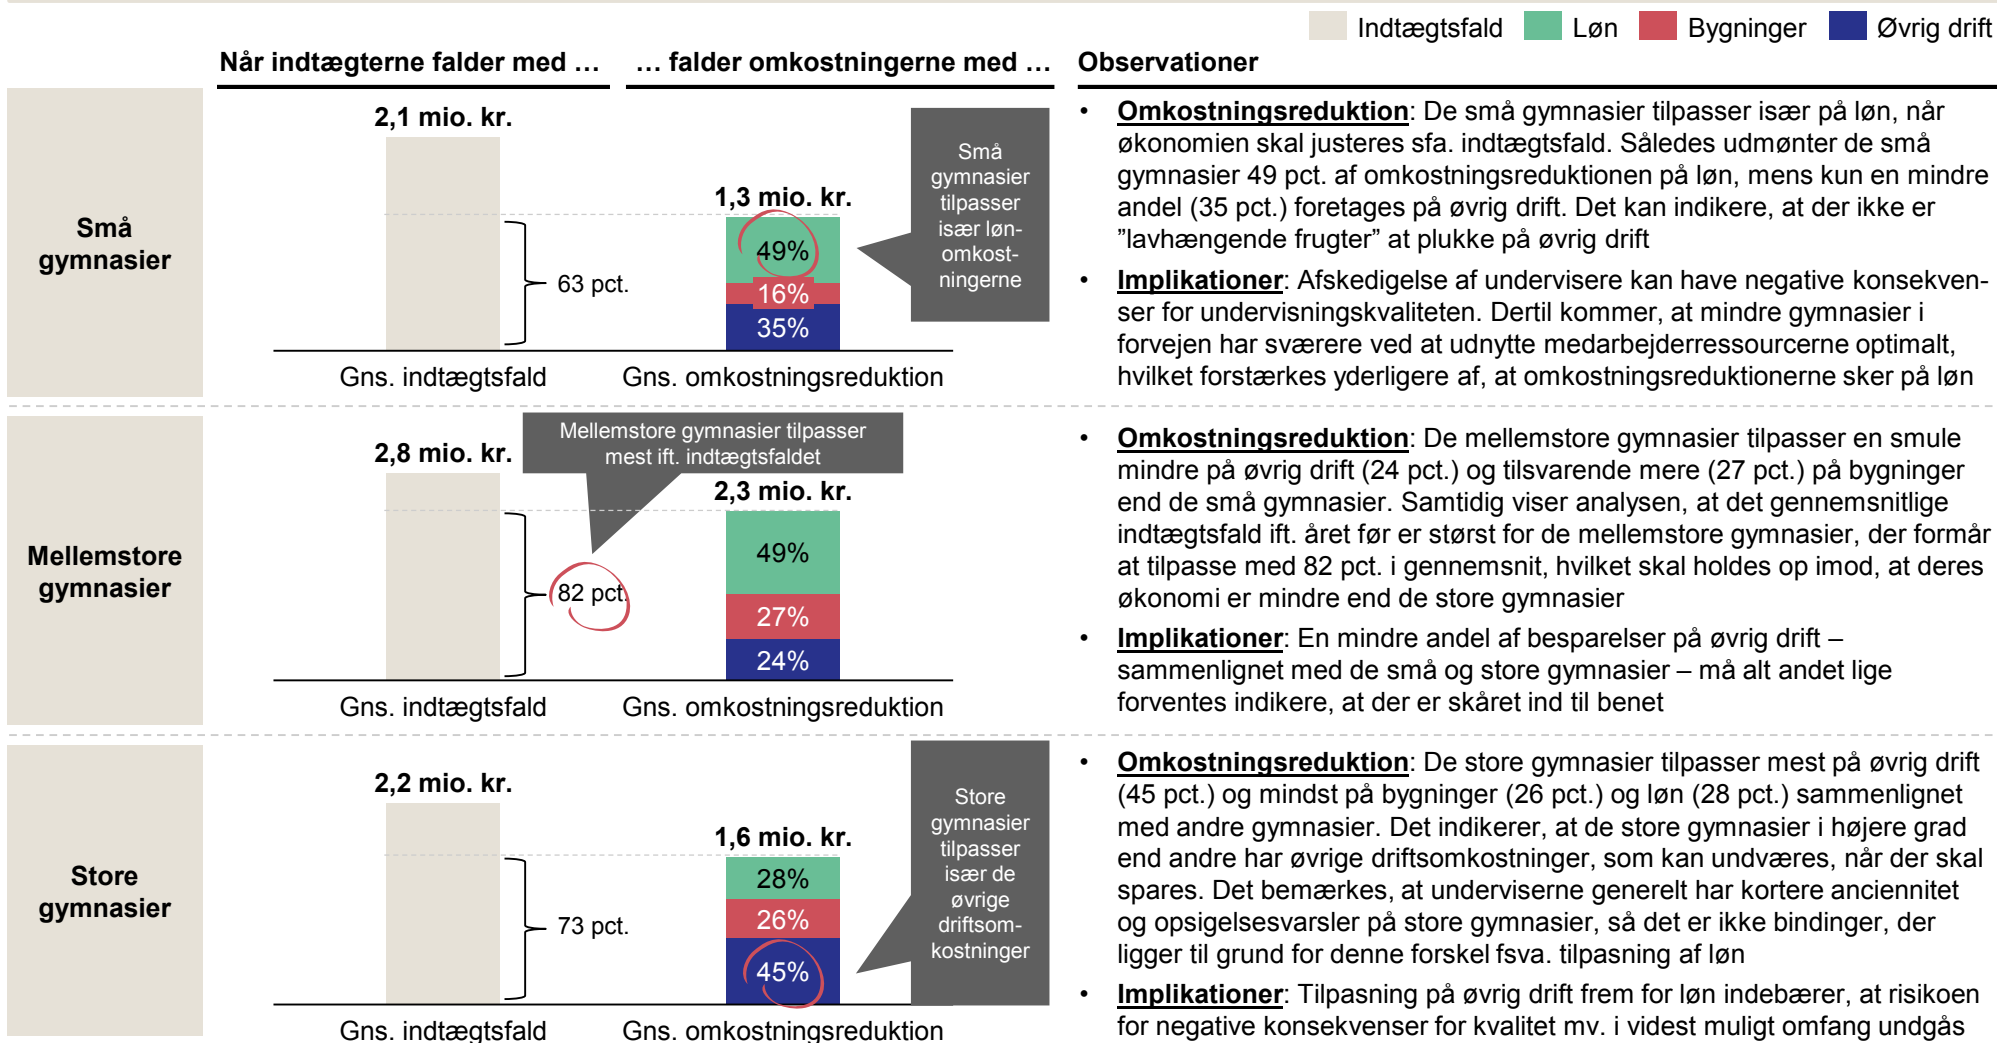 Indtægtsfald Løn Bygninger Øvrig drift
Når indtægterne falder med …
… falder omkostningerne med …
Observationer
Små
gymnasier
2,1 mio. kr.
63 pct.
1,3 mio. kr.
49%
16%
35%
Gns. indtægtsfald
Gns. omkostningsreduktion
Små
gymnasier
tilpasser
især løn-
omkost-
ningerne
• Omkostningsreduktion: De små gymnasier tilpasser især på løn, når
økonomien skal justeres sfa. indtægtsfald. Således udmønter de små
gymnasier 49 pct. af omkostningsreduktionen på løn, mens kun en mindre
andel (35 pct.) foretages på øvrig drift. Det kan indikere, at der ikke er
”lavhængende frugter” at plukke på øvrig drift
• Implikationer: Afskedigelse af undervisere kan have negative konsekven-
ser for undervisningskvaliteten. Dertil kommer, at mindre gymnasier i
forvejen har sværere ved at udnytte medarbejderressourcerne optimalt,
hvilket forstærkes yderligere af, at omkostningsreduktionerne sker på løn
Mellemstore
gymnasier
2,8 mio. kr.
Mellemstore gymnasier tilpasser
mest ift. indtægtsfaldet
82 pct.
2,3 mio. kr.
49%
27%
24%
Gns. indtægtsfald
Gns. omkostningsreduktion
• Omkostningsreduktion: De mellemstore gymnasier tilpasser en smule
mindre på øvrig drift (24 pct.) og tilsvarende mere (27 pct.) på bygninger
end de små gymnasier. Samtidig viser analysen, at det gennemsnitlige
indtægtsfald ift. året før er størst for de mellemstore gymnasier, der formår
at tilpasse med 82 pct. i gennemsnit, hvilket skal holdes op imod, at deres
økonomi er mindre end de store gymnasier
• Implikationer: En mindre andel af besparelser på øvrig drift –
sammenlignet med de små og store gymnasier – må alt andet lige
forventes indikere, at der er skåret ind til benet
Store
gymnasier
2,2 mio. kr.
73 pct.
1,6 mio. kr.
28%
26%
45%
Gns. indtægtsfald
Gns. omkostningsreduktion
Store
gymnasier
tilpasser
især de
øvrige
driftsom-
kostninger
• Omkostningsreduktion: De store gymnasier tilpasser mest på øvrig drift
(45 pct.) og mindst på bygninger (26 pct.) og løn (28 pct.) sammenlignet
med andre gymnasier. Det indikerer, at de store gymnasier i højere grad
end andre har øvrige driftsomkostninger, som kan undværes, når der skal
spares. Det bemærkes, at underviserne generelt har kortere anciennitet
og opsigelsesvarsler på store gymnasier, så det er ikke bindinger, der
ligger til grund for denne forskel fsva. tilpasning af løn
• Implikationer: Tilpasning på øvrig drift frem for løn indebærer, at risikoen
for negative konsekvenser for kvalitet mv. i videst muligt omfang undgås